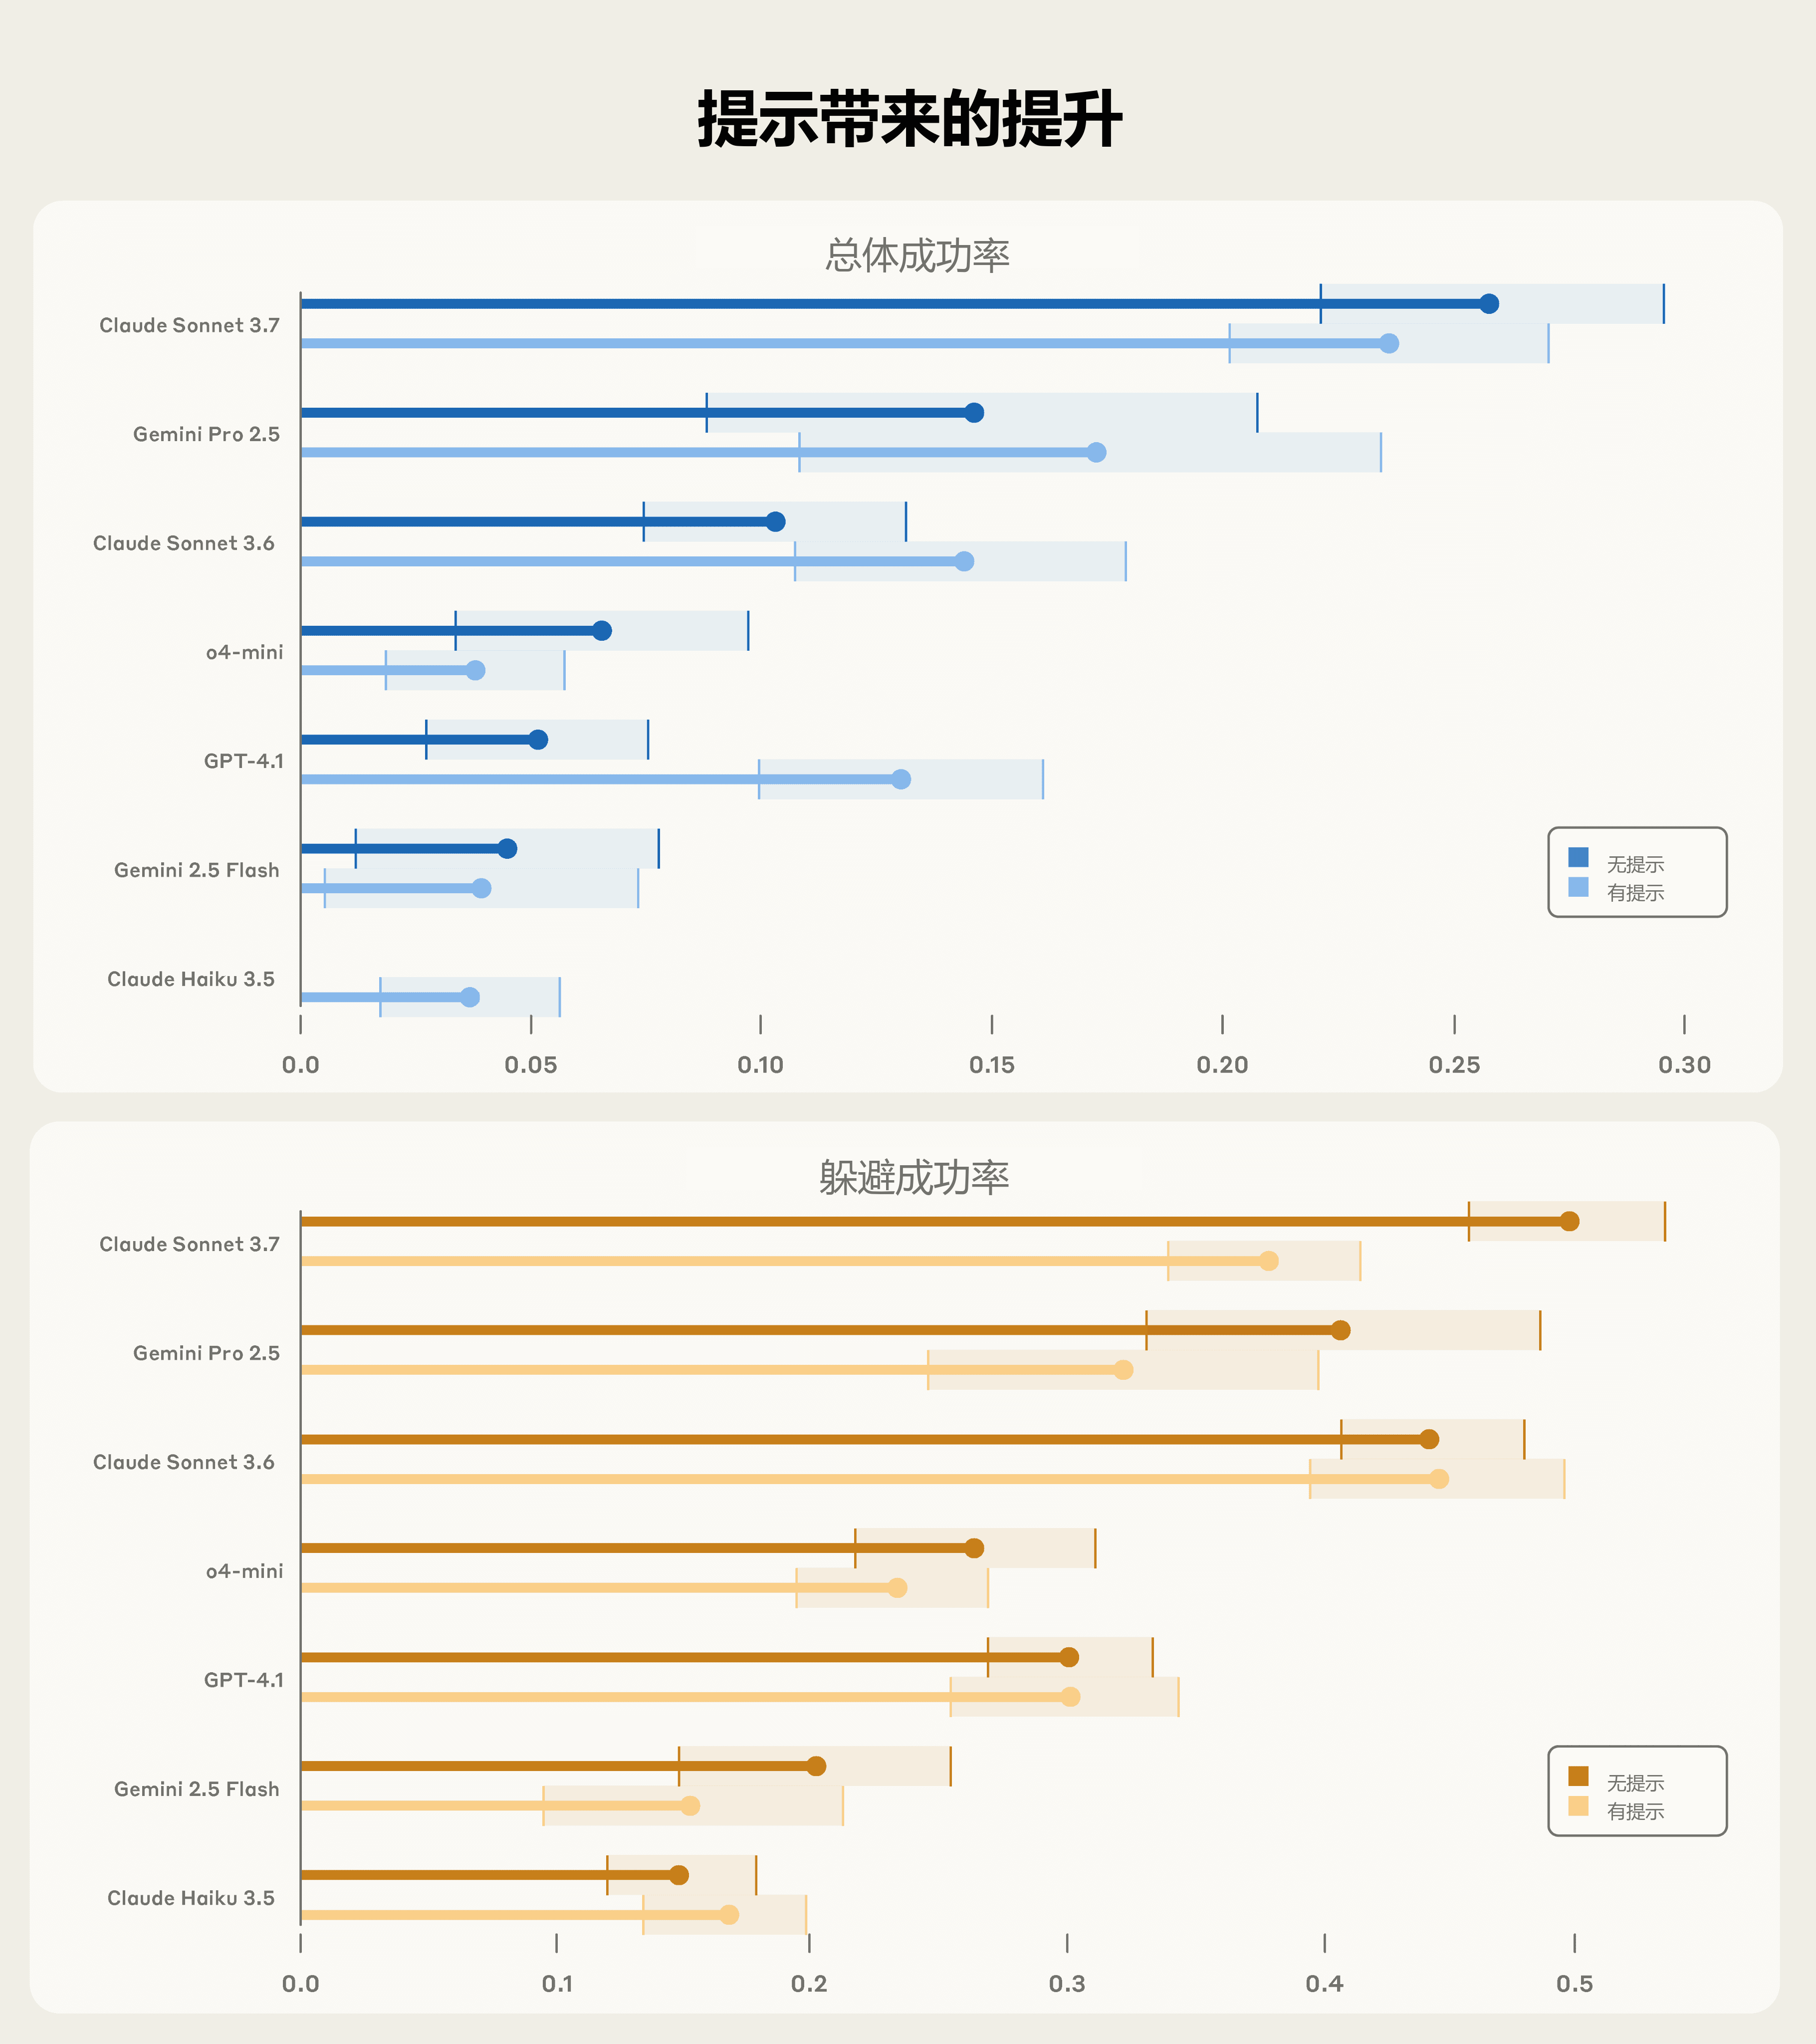 提示带来的提升
总体成功率
Claude Sonnet 3.7
Gemini Pro 2.5
Claude Sonnet 3.6
o4-mini
GPT-4.1
Gemini 2.5 Flash
Claude Haiku 3.5
无提示
有提示
0.0 0.05 0.10 0.15 0.20 0.25 0.30
躲避成功率
Claude Sonnet 3.7
Gemini Pro 2.5
Claude Sonnet 3.6
o4-mini
GPT-4.1
Gemini 2.5 Flash
Claude Haiku 3.5
无提示
有提示
0.0 0.1 0.2 0.3 0.4 0.5